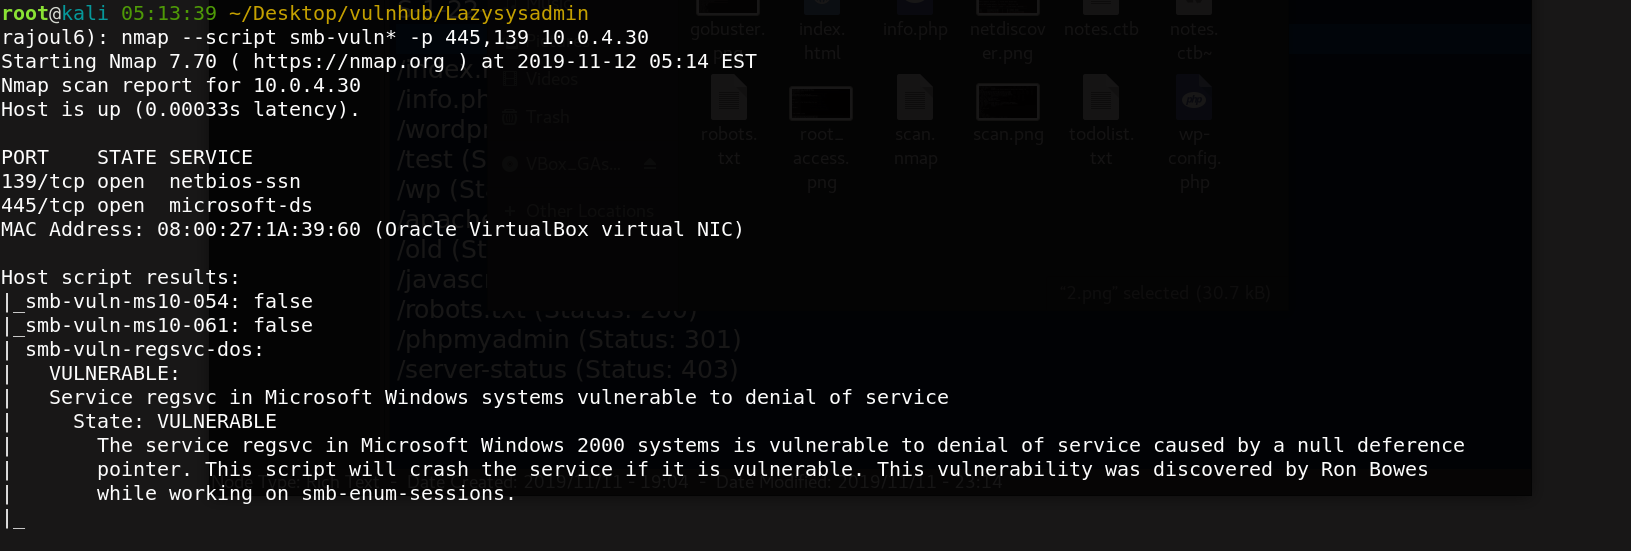 root@kali 05:13:39 ~/Desktop/vulnhub/Lazysysadmin
rajoul6): nmap --script smb-vuln* -p 445,139 10.0.4.30
Starting Nmap 7.70 ( https://nmap.org ) at 2019-11-12 05:14 EST
Nmap scan report for 10.0.4.30
Host is up (0.00033s latency).
PORT    STATE SERVICE
139/tcp open  netbios-ssn
445/tcp open  microsoft-ds
MAC Address: 08:00:27:1A:39:60 (Oracle VirtualBox virtual NIC)
Host script results:
|_smb-vuln-ms10-054: false
|_smb-vuln-ms10-061: false
| smb-vuln-regsvc-dos:
|   VULNERABLE:
|   Service regsvc in Microsoft Windows systems vulnerable to denial of service
|     State: VULNERABLE
|       The service regsvc in Microsoft Windows 2000 systems is vulnerable to denial of service caused by a null deference
|       pointer. This script will crash the service if it is vulnerable. This vulnerability was discovered by Ron Bowes
|       while working on smb-enum-sessions.
|_
gobuster.
index.
html
info.php
netdiscov
er.png
notes.ctb
notes.
ctb~
Videos
Trash
VBox_GAs...
Other Locations
robots.
txt
root_
access.
png
scan.
nmap
scan.png
todolist.
txt
wp-
config.
php
"2.png" selected (30.7 kB)
/info.ph
/wordpr
/test (S
/wp (St
/old (St
/javascr
/robots.txt (Status: 200)
/phpmyadmin (Status: 301)
/server-status (Status: 403)
Node Type: Rich Text  -  Date Created: 2019/11/11 - 19:04  -  Date Modified: 2019/11/11 - 23:14